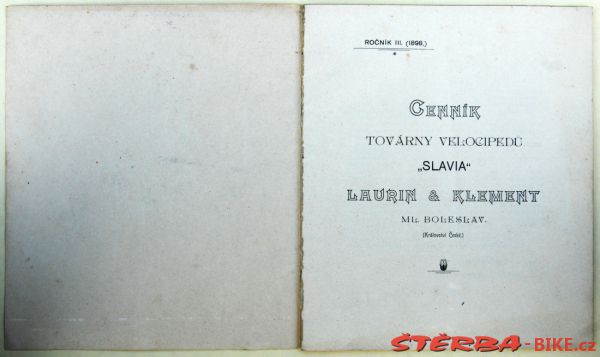 ROČNÍK III. (1898.)
CENNÍK
TOVÁRNY VELOCIPEDŮ
„SLAVIA“
LAURIN & KLEMENT
ML. BOLESLAV.
(Království České.)
ŠTĚRBA-BIKE.cz